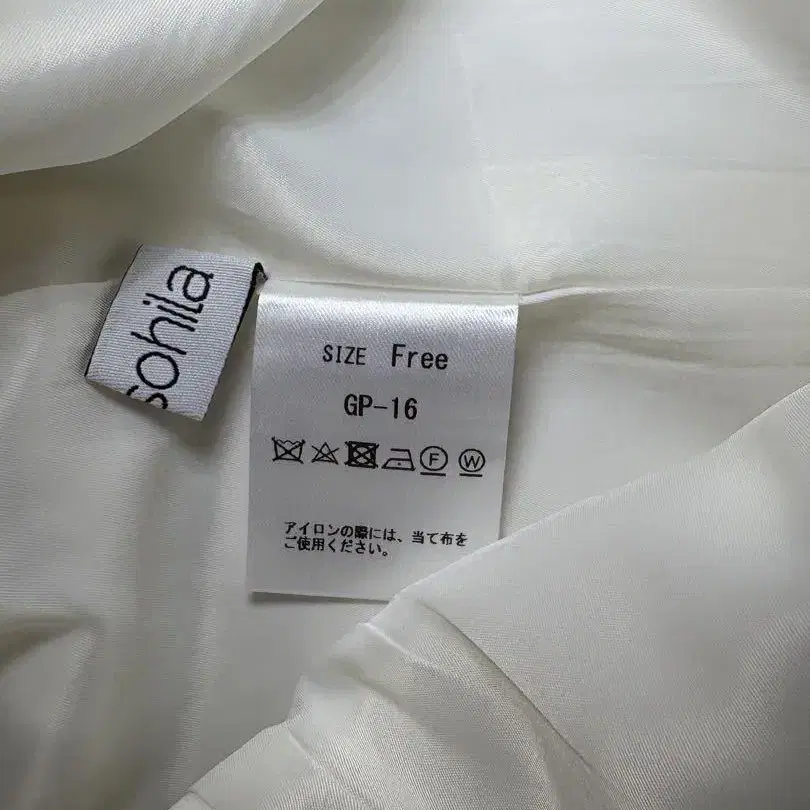 sohila
SIZE Free
GP-16
F W
アイロンの際には、当て布を
ご使用ください。